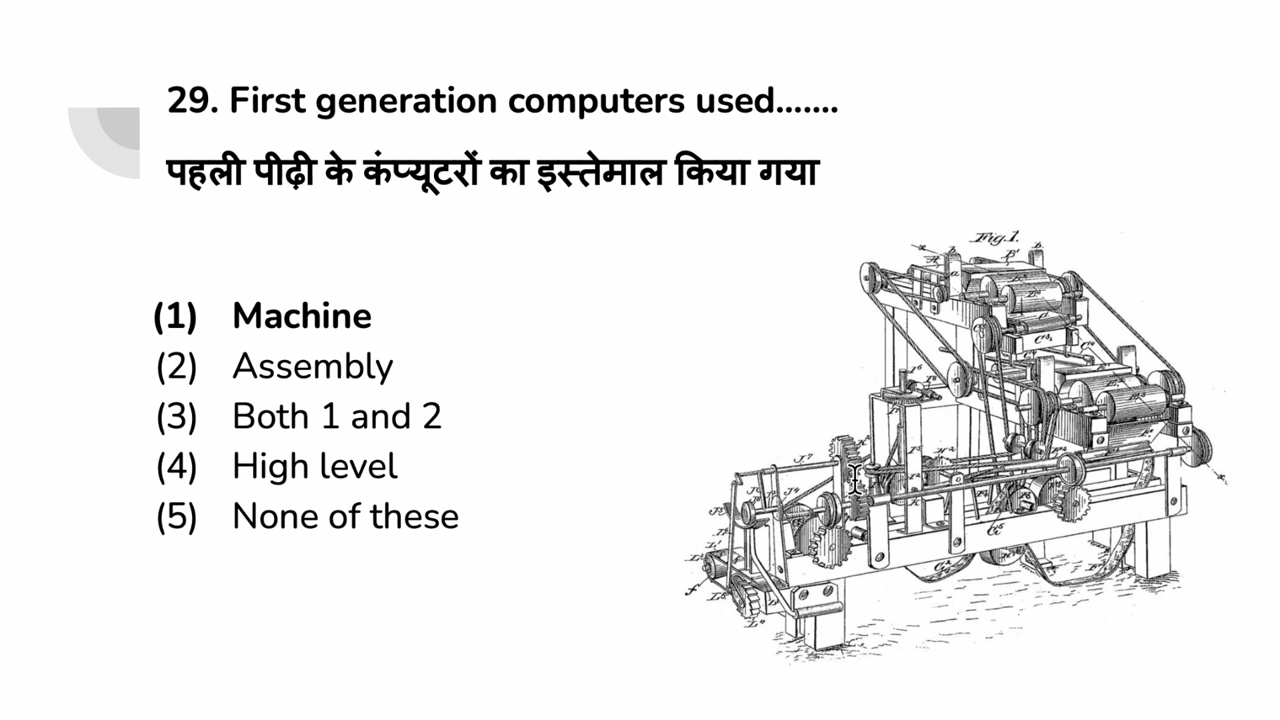 29. First generation computers used.......
पहली पीढ़ी के कंप्यूटरों का इस्तेमाल किया गया
(1) Machine
(2) Assembly
(3) Both 1 and 2
(4) High level
(5) None of these
Fig.1.